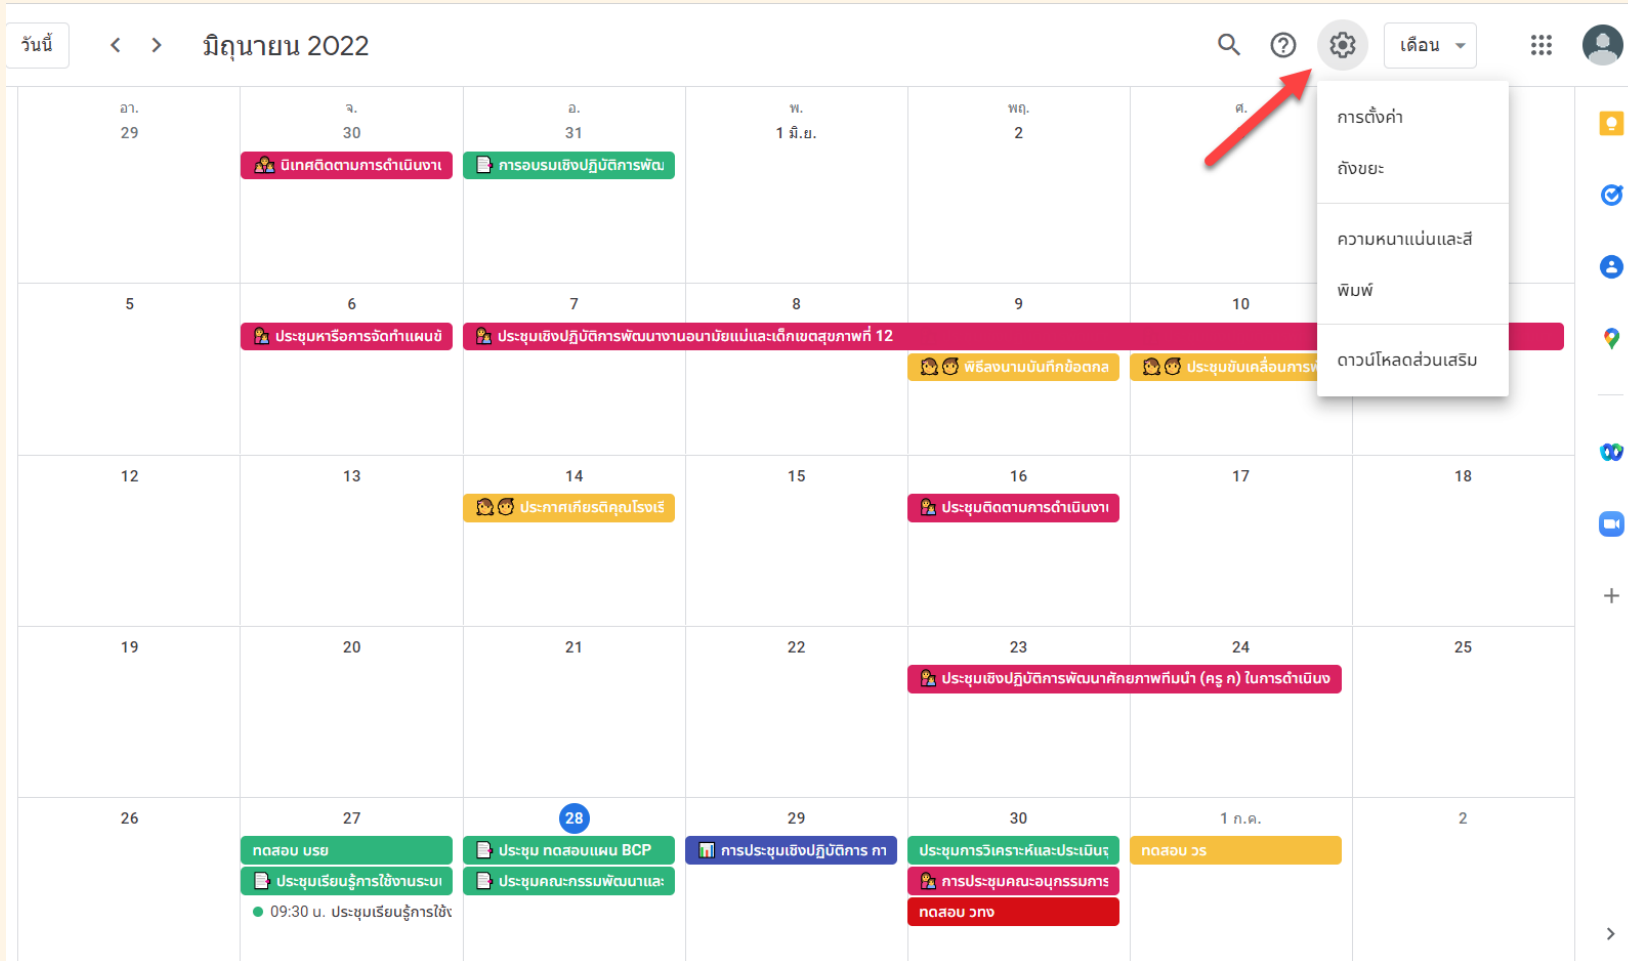 วันนี้
มิถุนายน 2022
เดือน
อา. จ. อ. พ. พฤ. ศ.
29 30 31 1 มิ.ย. 2
นิเทศติดตามการดำเนินงาน
การอบรมเชิงปฏิบัติการพัฒ
การตั้งค่า
ถังขยะ
ความหนาแน่นและสี
พิมพ์
ดาวน์โหลดส่วนเสริม
5 6 7 8 9 10
ประชุมหารือการจัดทำแผนขั
ประชุมเชิงปฏิบัติการพัฒนางานอนามัยแม่และเด็กเขตสุขภาพที่ 12
พิธีลงนามบันทึกข้อตกล
ประชุมขับเคลื่อนการพั
12 13 14 15 16 17 18
ประกาศเกียรติคุณโรงเรี
ประชุมติดตามการดำเนินงาน
19 20 21 22 23 24 25
ประชุมเชิงปฏิบัติการพัฒนาศักยภาพทีมนำ (ครู ก) ในการดำเนินง
26 27 28 29 30 1 ก.ค. 2
ทดสอบ บรย
ประชุม ทดสอบแผน BCP
การประชุมเชิงปฏิบัติการ กา
ประชุมการวิเคราะห์และประเมินจุ
ทดสอบ วร
ประชุมเรียนรู้การใช้งานระบ
ประชุมคณะกรรมพัฒนาและ
การประชุมคณะอนุกรรมการ
09:30 น. ประชุมเรียนรู้การใช้ง
ทดสอบ วทง